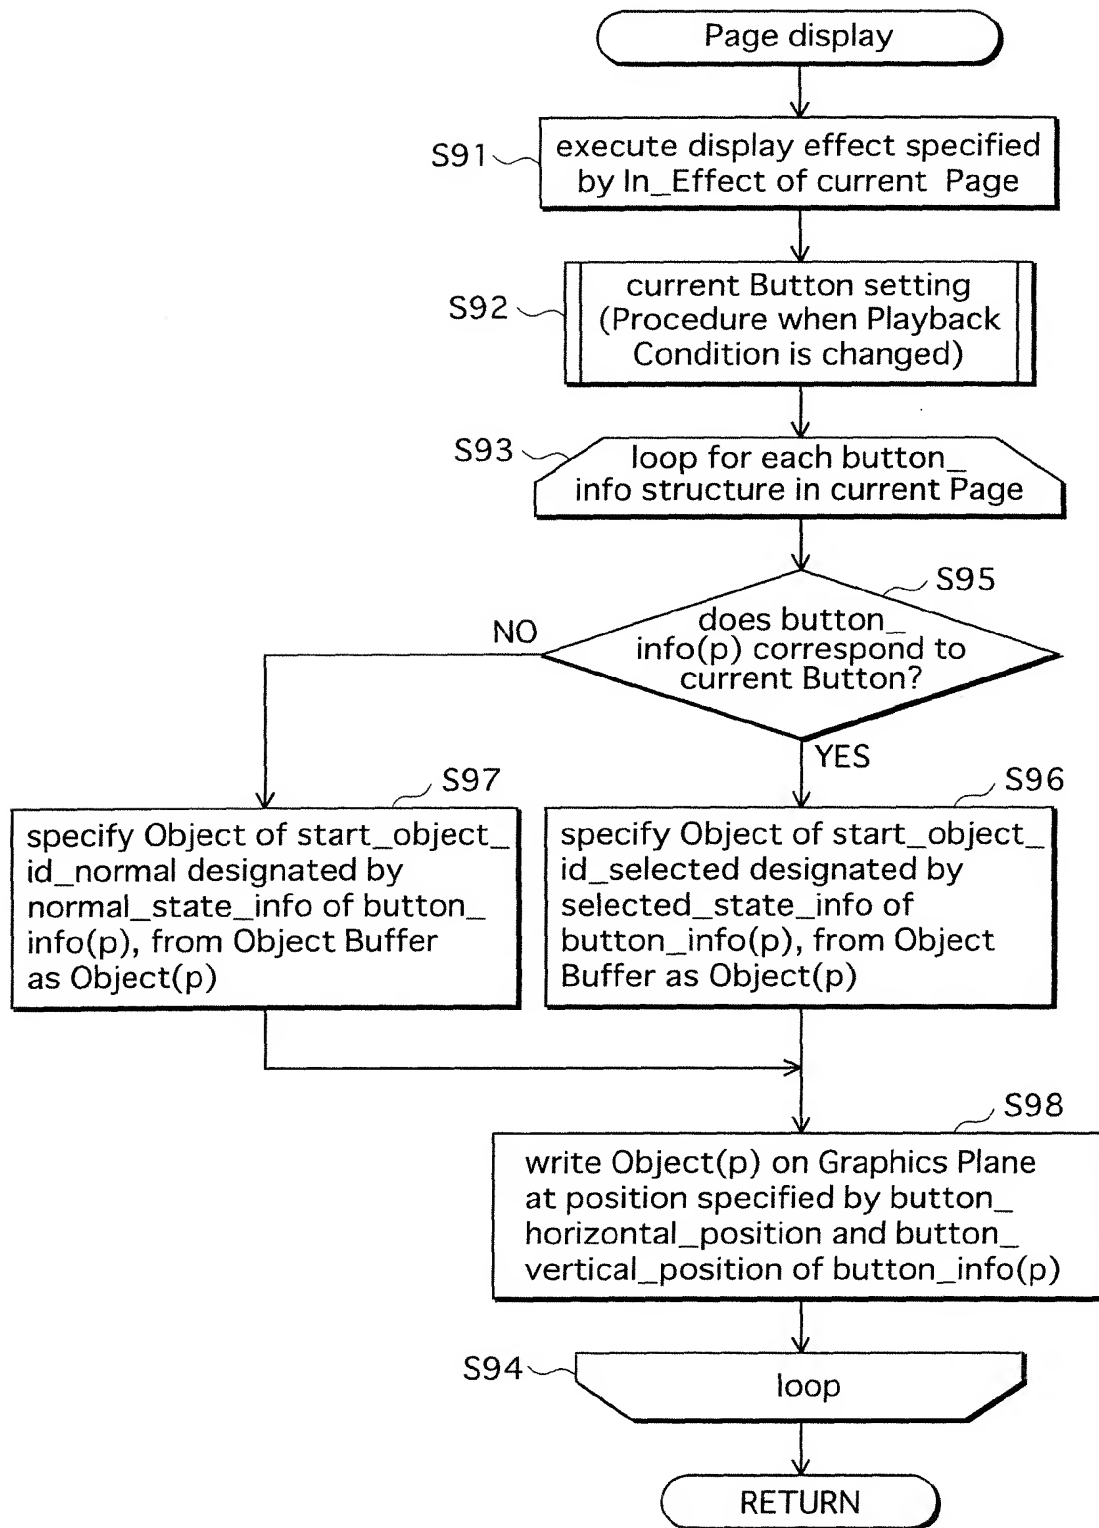 Page display
S91
execute display effect specified
by In_Effect of current Page
S92
current Button setting
(Procedure when Playback
Condition is changed)
S93
loop for each button_
info structure in current Page
S95
does button_
info(p) correspond to
current Button?
NO
YES
S97
specify Object of start_object_
id_normal designated by
normal_state_info of button_
info(p), from Object Buffer
as Object(p)
S96
specify Object of start_object_
id_selected designated by
selected_state_info of
button_info(p), from Object
Buffer as Object(p)
S98
write Object(p) on Graphics Plane
at position specified by button_
horizontal_position and button_
vertical_position of button_info(p)
S94
loop
RETURN